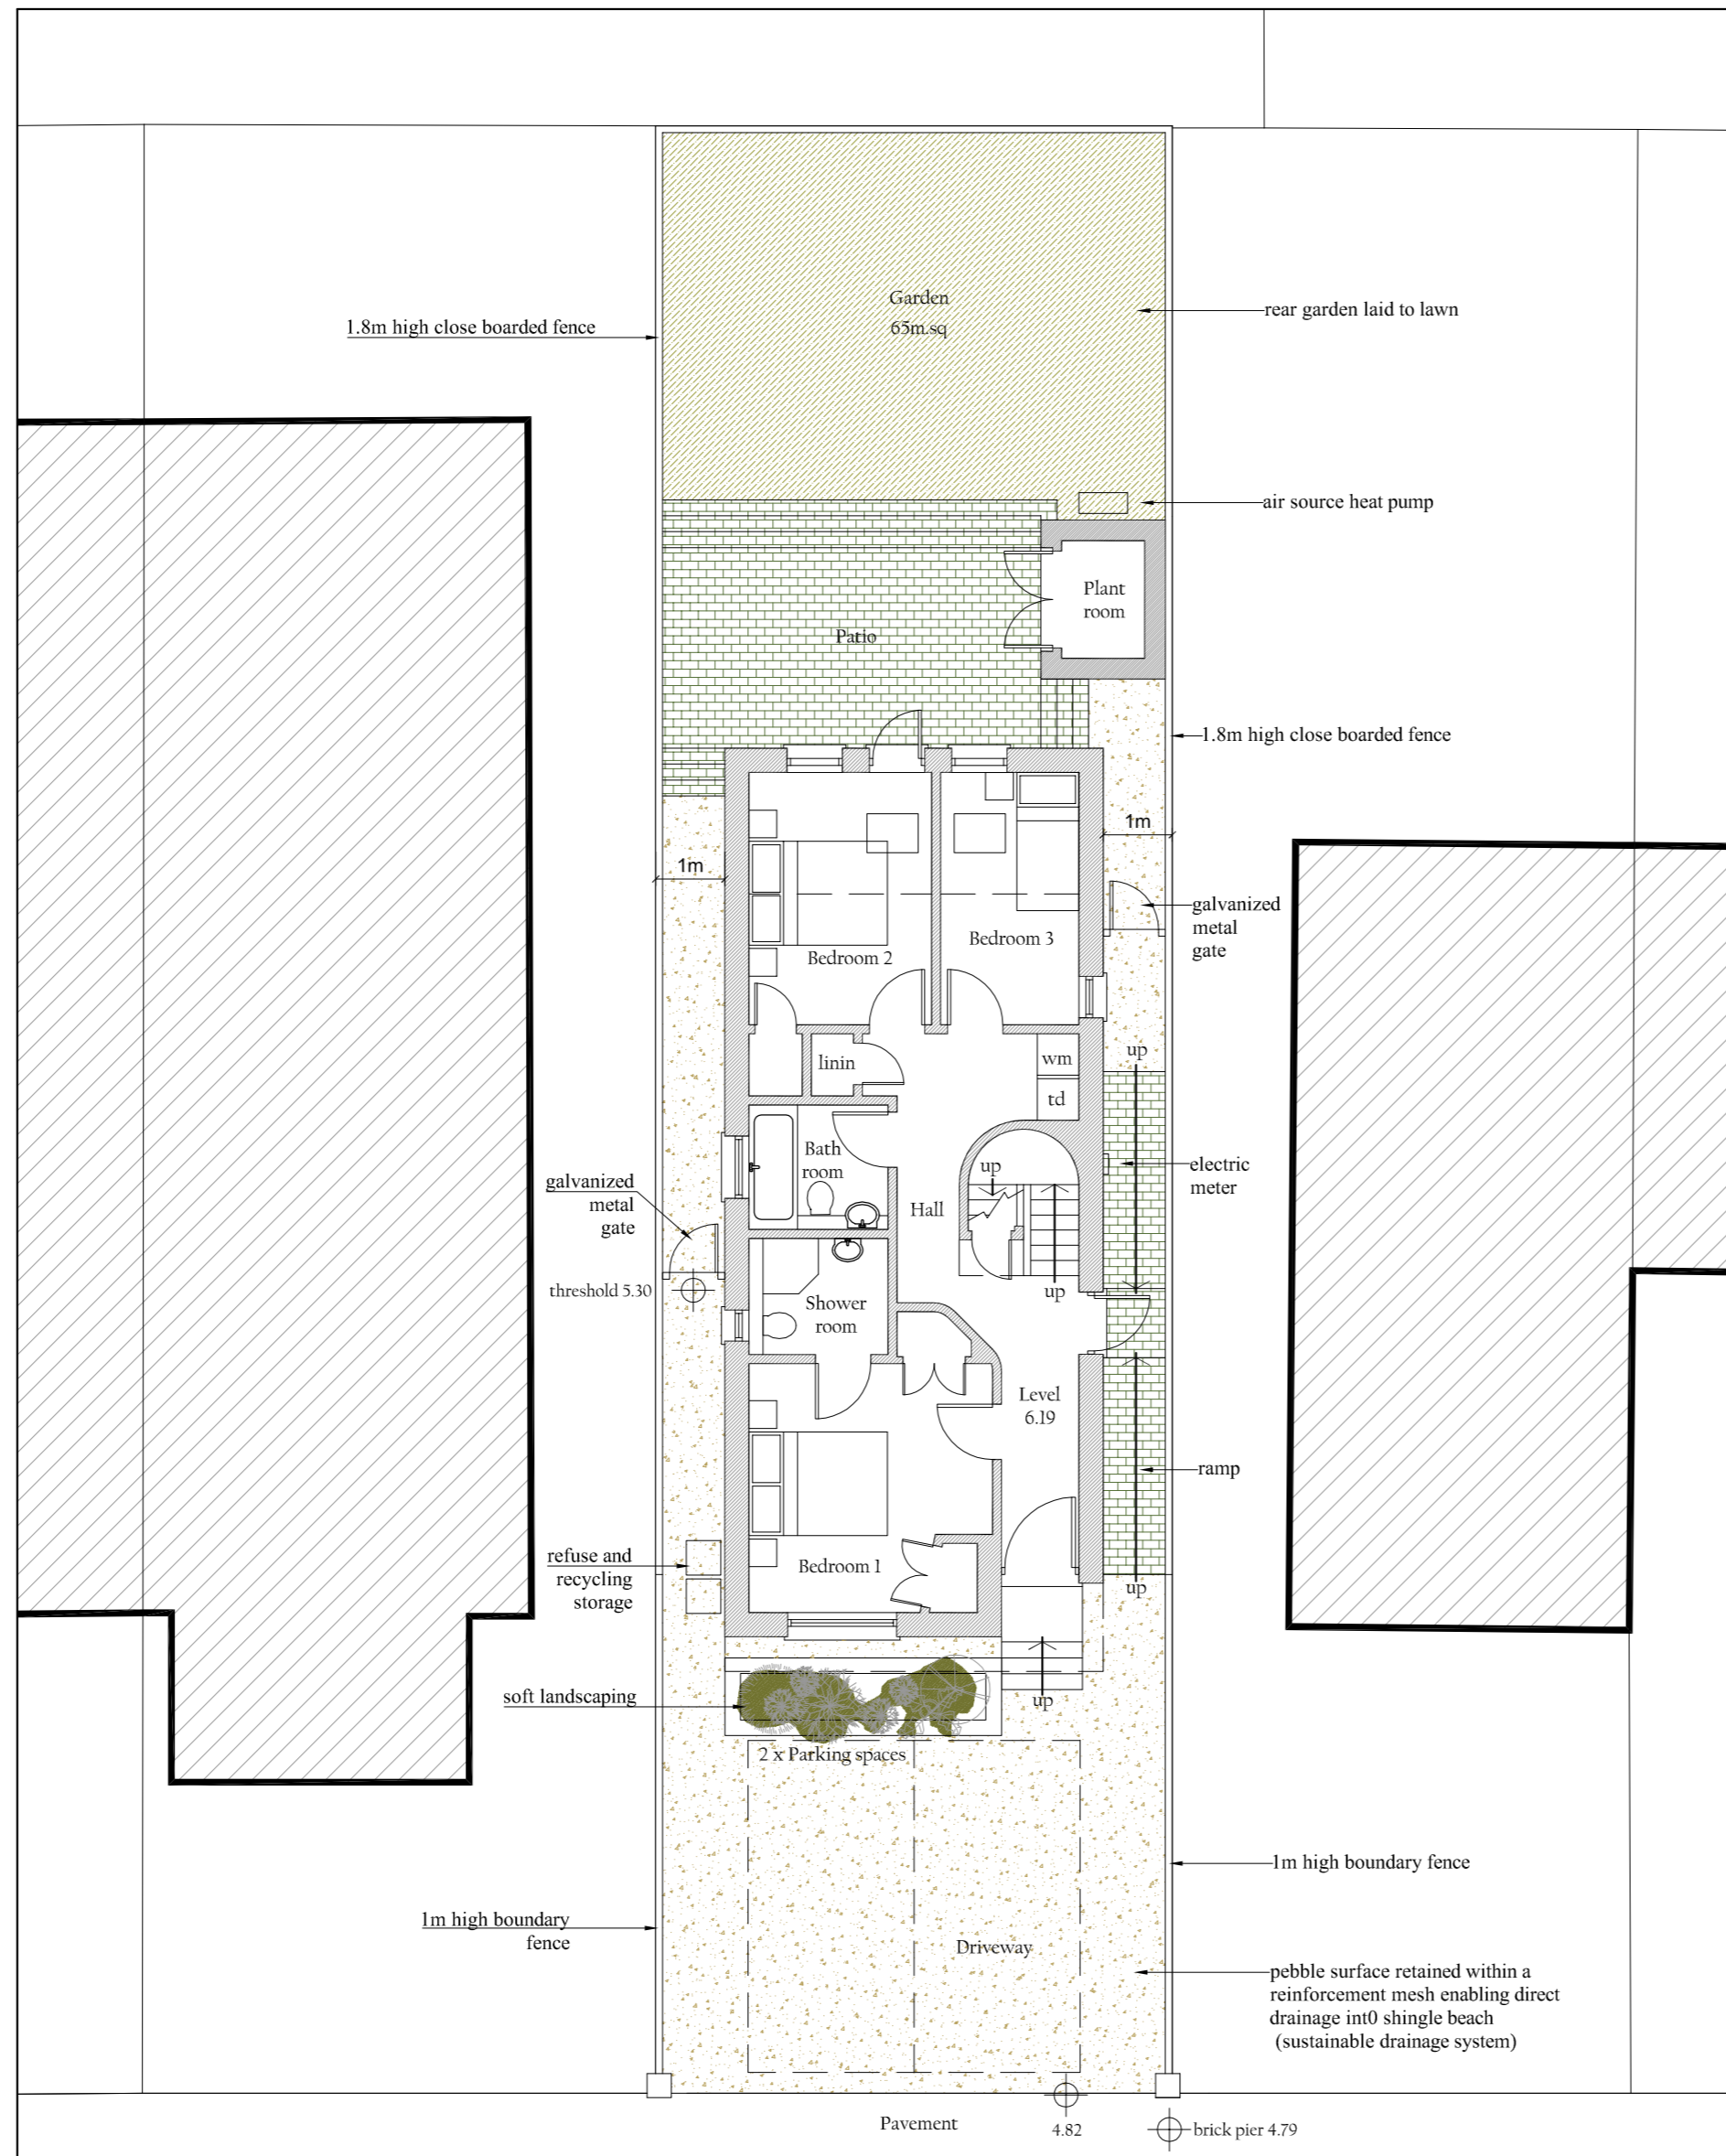 Garden
65m.sq
rear garden laid to lawn
1.8m high close boarded fence
air source heat pump
Plant
room
Patio
1.8m high close boarded fence
1m
1m
galvanized
metal
gate
Bedroom 3
Bedroom 2
up
wm
linin
td
Bath
room
up
electric
meter
galvanized
metal
gate
Hall
threshold 5.30
up
Shower
room
Level
6.19
ramp
refuse and
recycling
storage
Bedroom 1
up
soft landscaping
up
2 x Parking spaces
1m high boundary fence
1m high boundary
fence
Driveway
pebble surface retained within a
reinforcement mesh enabling direct
drainage int0 shingle beach
(sustainable drainage system)
Pavement
4.82
brick pier 4.79